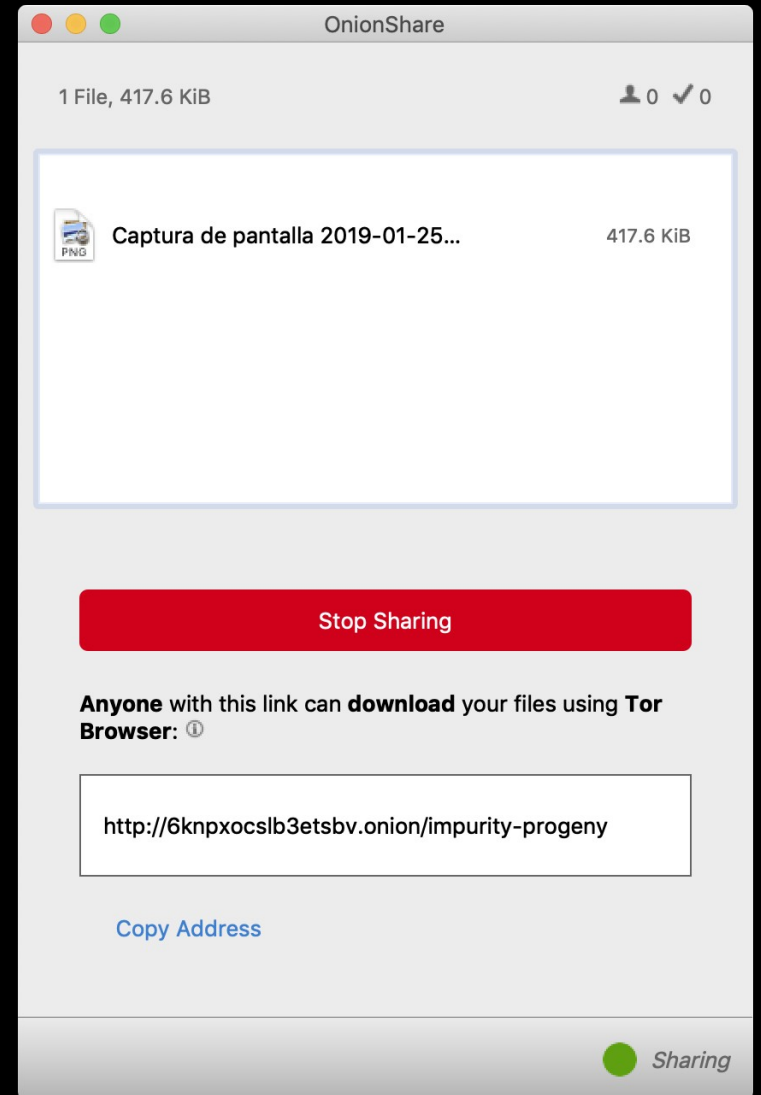 OnionShare
1 File, 417.6 KiB
0 0
PNG
Captura de pantalla 2019-01-25...
417.6 KiB
Stop Sharing
Anyone with this link can download your files using Tor
Browser:
http://6knpxocslb3etsbv.onion/impurity-progeny
Copy Address
Sharing